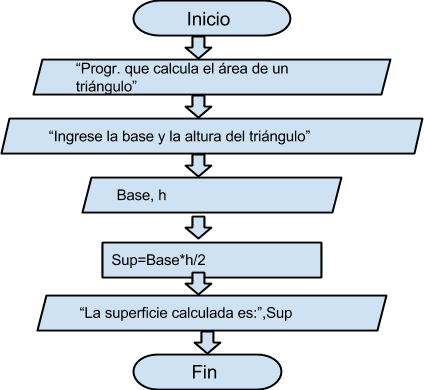 Inicio
“Progr. que calcula el área de un
triángulo”
“Ingrese la base y la altura del triángulo”
Base, h
Sup=Base*h/2
“La superficie calculada es:”,Sup
Fin